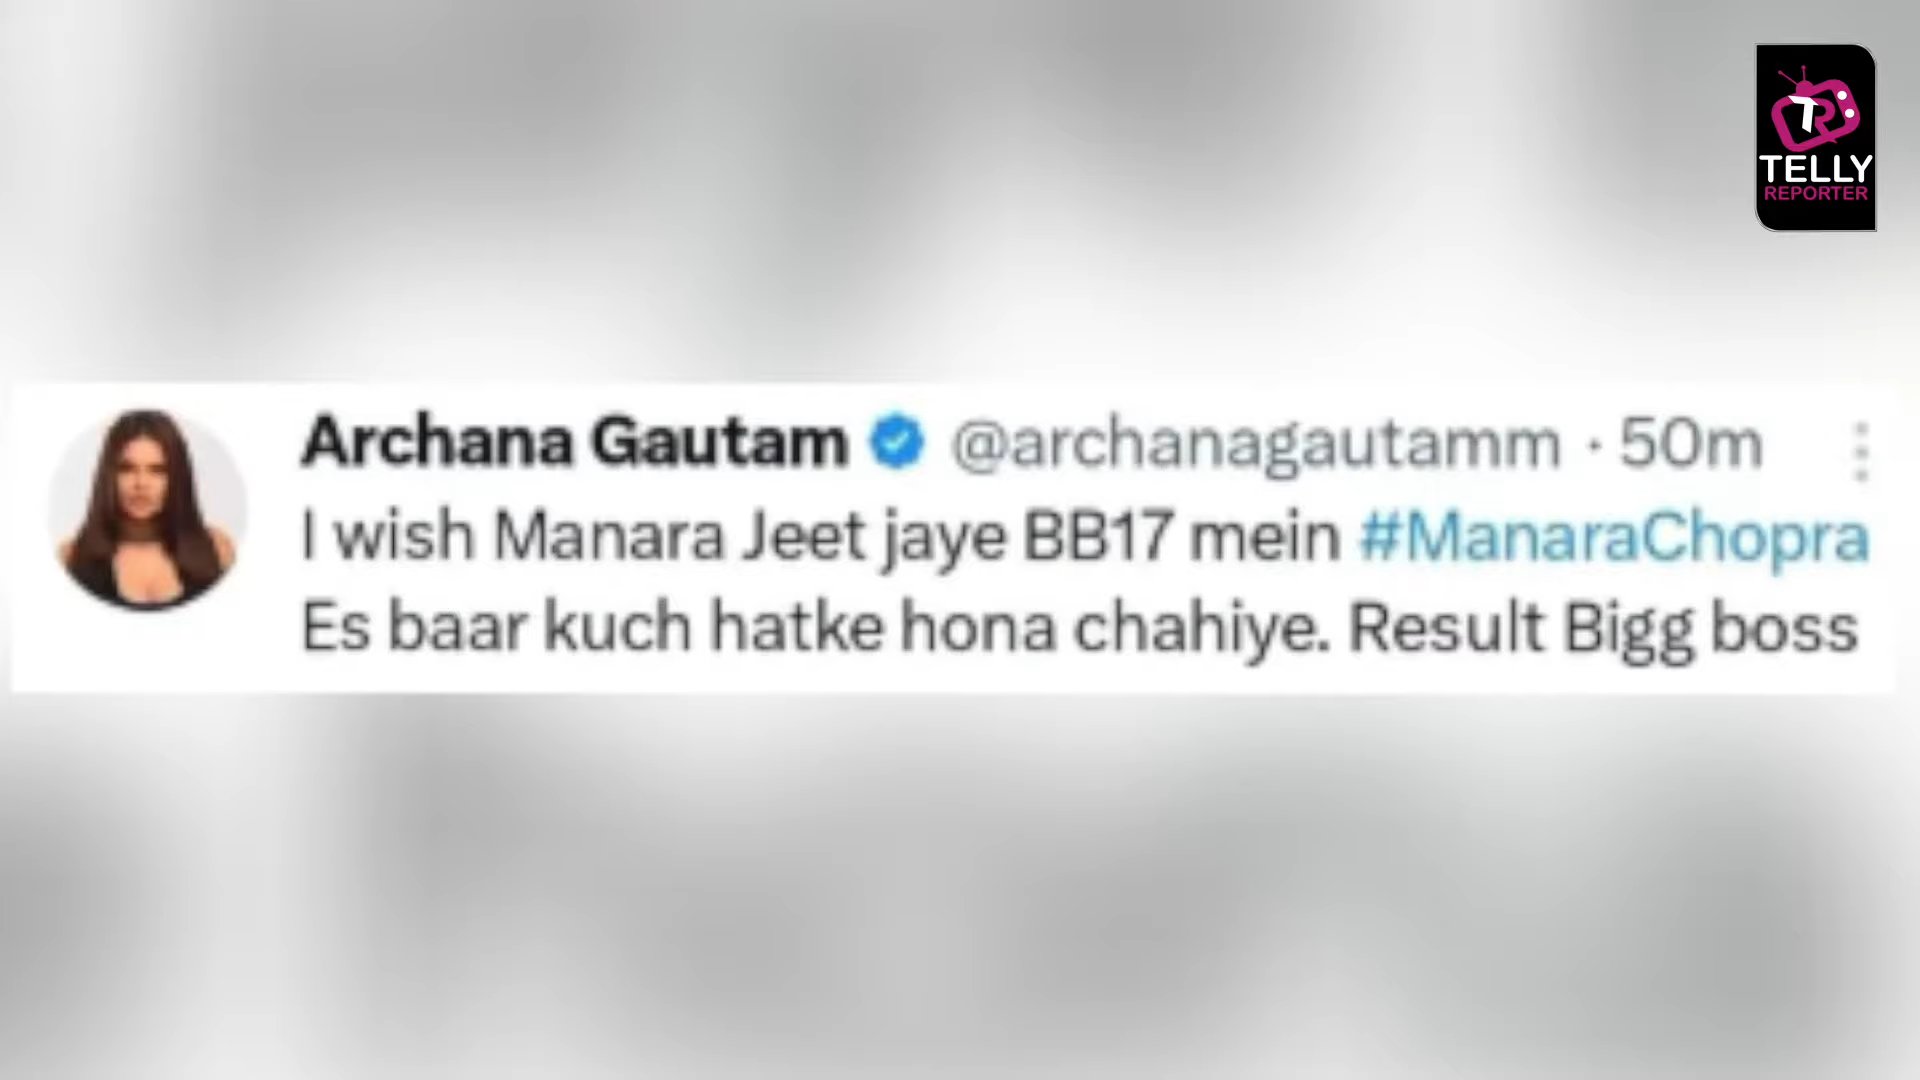 TR
TELLY
REPORTER
Archana Gautam @archanagautamm · 50m
I wish Manara Jeet jaye BB17 mein #ManaraChopra
Es baar kuch hatke hona chahiye. Result Bigg boss